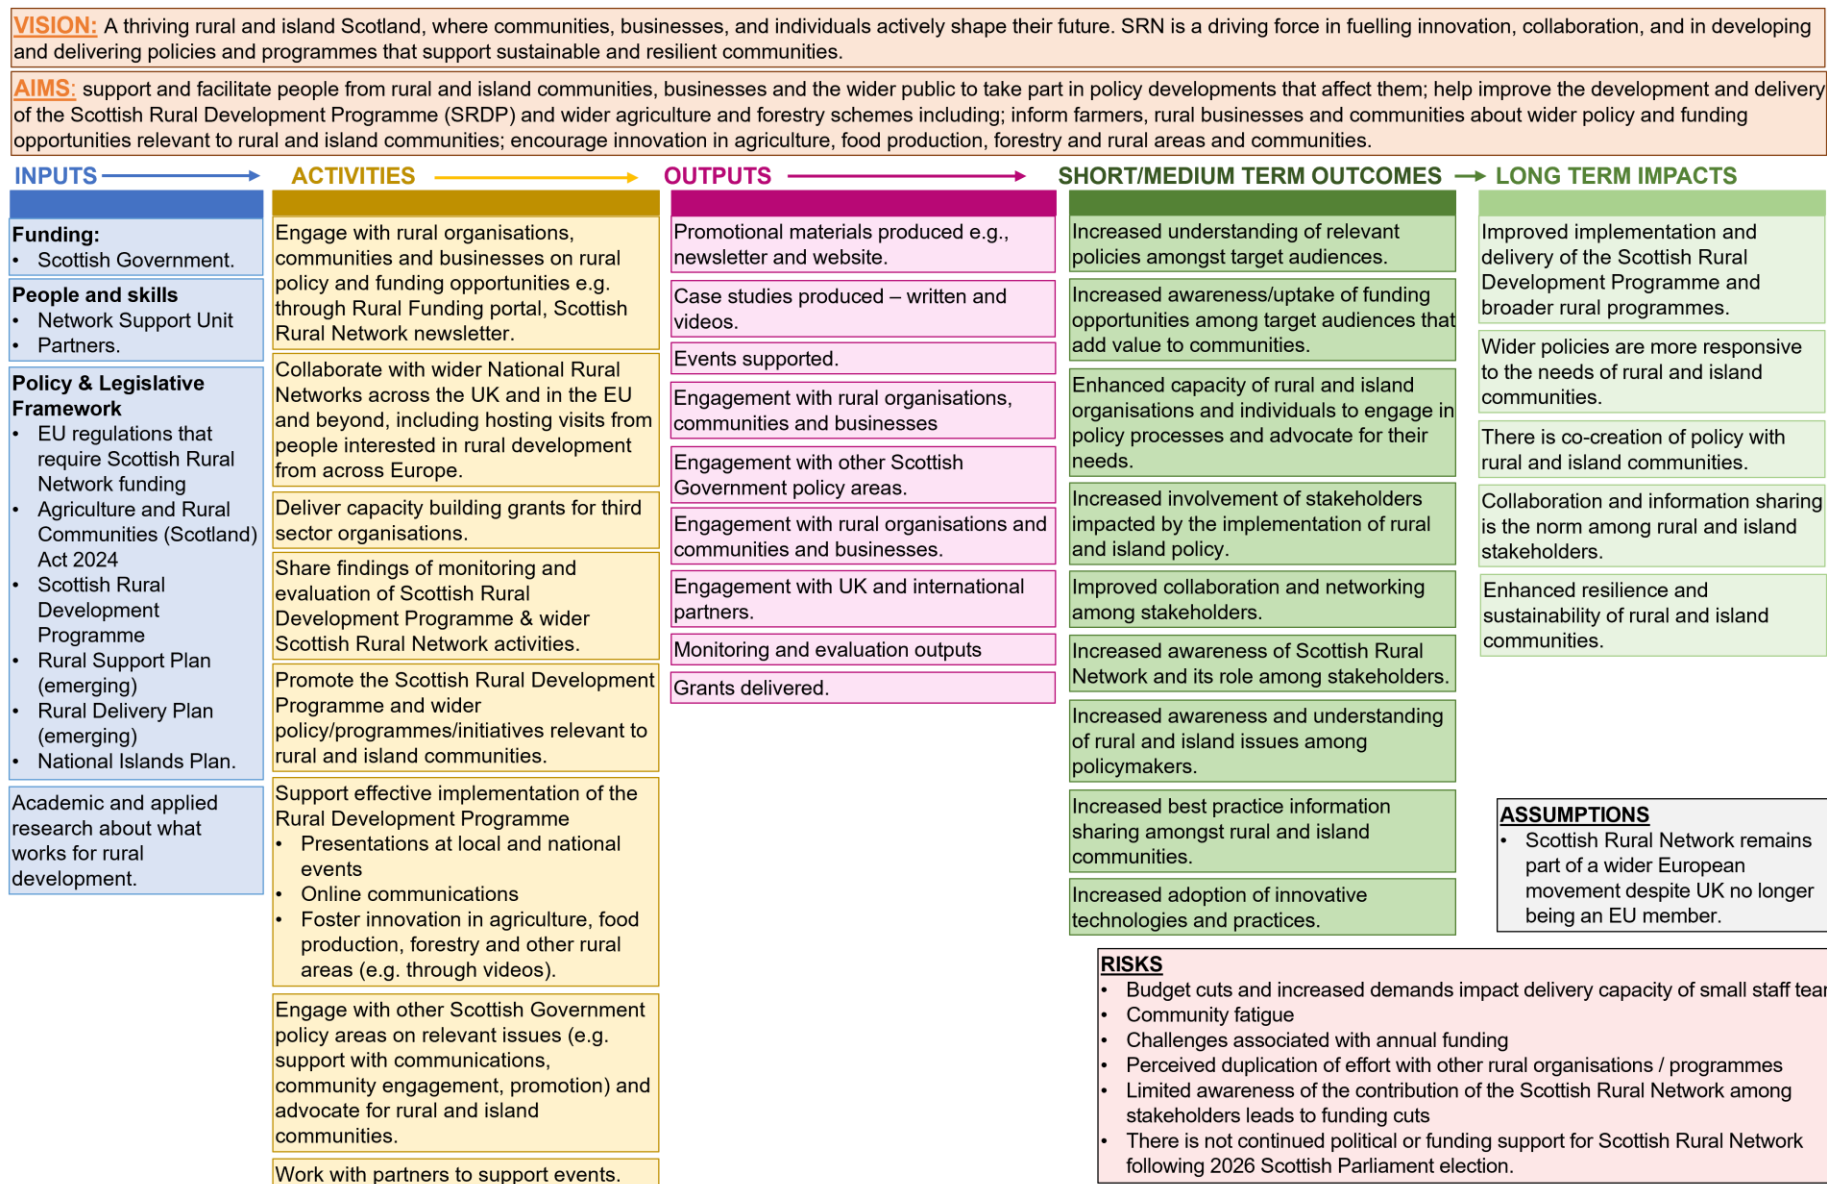 VISION: A thriving rural and island Scotland, where communities, businesses, and individuals actively shape their future. SRN is a driving force in fuelling innovation, collaboration, and in developing
and delivering policies and programmes that support sustainable and resilient communities.
AIMS: support and facilitate people from rural and island communities, businesses and the wider public to take part in policy developments that affect them; help improve the development and delivery
of the Scottish Rural Development Programme (SRDP) and wider agriculture and forestry schemes including; inform farmers, rural businesses and communities about wider policy and funding
opportunities relevant to rural and island communities; encourage innovation in agriculture, food production, forestry and rural areas and communities.
INPUTS
Funding:
• Scottish Government.
People and skills
• Network Support Unit
• Partners.
Policy & Legislative
Framework
• EU regulations that
require Scottish Rural
Network funding
• Agriculture and Rural
Communities (Scotland)
Act 2024
• Scottish Rural
Development
Programme
• Rural Support Plan
(emerging)
• Rural Delivery Plan
(emerging)
• National Islands Plan.
Academic and applied
research about what
works for rural
development.
ACTIVITIES
Engage with rural organisations,
communities and businesses on rural
policy and funding opportunities e.g.
through Rural Funding portal, Scottish
Rural Network newsletter.
Collaborate with wider National Rural
Networks across the UK and in the EU
and beyond, including hosting visits from
people interested in rural development
from across Europe.
Deliver capacity building grants for third
sector organisations.
Share findings of monitoring and
evaluation of Scottish Rural
Development Programme & wider
Scottish Rural Network activities.
Promote the Scottish Rural Development
Programme and wider
policy/programmes/initiatives relevant to
rural and island communities.
Support effective implementation of the
Rural Development Programme
• Presentations at local and national
events
• Online communications
• Foster innovation in agriculture, food
production, forestry and other rural
areas (e.g. through videos).
Engage with other Scottish Government
policy areas on relevant issues (e.g.
support with communications,
community engagement, promotion) and
advocate for rural and island
communities.
Work with partners to support events.
OUTPUTS
Promotional materials produced e.g.,
newsletter and website.
Case studies produced – written and
videos.
Events supported.
Engagement with rural organisations,
communities and businesses
Engagement with other Scottish
Government policy areas.
Engagement with rural organisations and
communities and businesses.
Engagement with UK and international
partners.
Monitoring and evaluation outputs
Grants delivered.
SHORT/MEDIUM TERM OUTCOMES
Increased understanding of relevant
policies amongst target audiences.
Increased awareness/uptake of funding
opportunities among target audiences that
add value to communities.
Enhanced capacity of rural and island
organisations and individuals to engage in
policy processes and advocate for their
needs.
Increased involvement of stakeholders
impacted by the implementation of rural
and island policy.
Improved collaboration and networking
among stakeholders.
Increased awareness of Scottish Rural
Network and its role among stakeholders.
Increased awareness and understanding
of rural and island issues among
policymakers.
Increased best practice information
sharing amongst rural and island
communities.
Increased adoption of innovative
technologies and practices.
LONG TERM IMPACTS
Improved implementation and
delivery of the Scottish Rural
Development Programme and
broader rural programmes.
Wider policies are more responsive
to the needs of rural and island
communities.
There is co-creation of policy with
rural and island communities.
Collaboration and information sharing
is the norm among rural and island
stakeholders.
Enhanced resilience and
sustainability of rural and island
communities.
ASSUMPTIONS
• Scottish Rural Network remains
part of a wider European
movement despite UK no longer
being an EU member.
RISKS
• Budget cuts and increased demands impact delivery capacity of small staff
• Community fatigue
• Challenges associated with annual funding
• Perceived duplication of effort with other rural organisations / programmes
• Limited awareness of the contribution of the Scottish Rural Network among
stakeholders leads to funding cuts
• There is not continued political or funding support for Scottish Rural Network
following 2026 Scottish Parliament election.